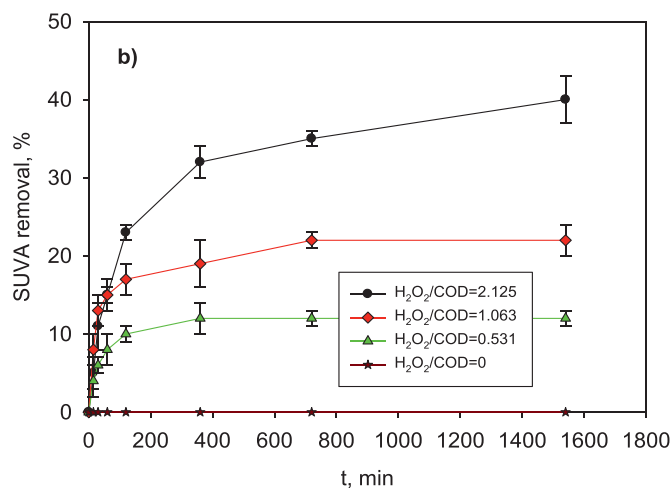 b)
SUVA removal, %
50
40
30
20
10
0
H₂O₂/COD=2.125
H₂O₂/COD=1.063
H₂O₂/COD=0.531
H₂O₂/COD=0
0 200 400 600 800 1000 1200 1400 1600 1800
t, min